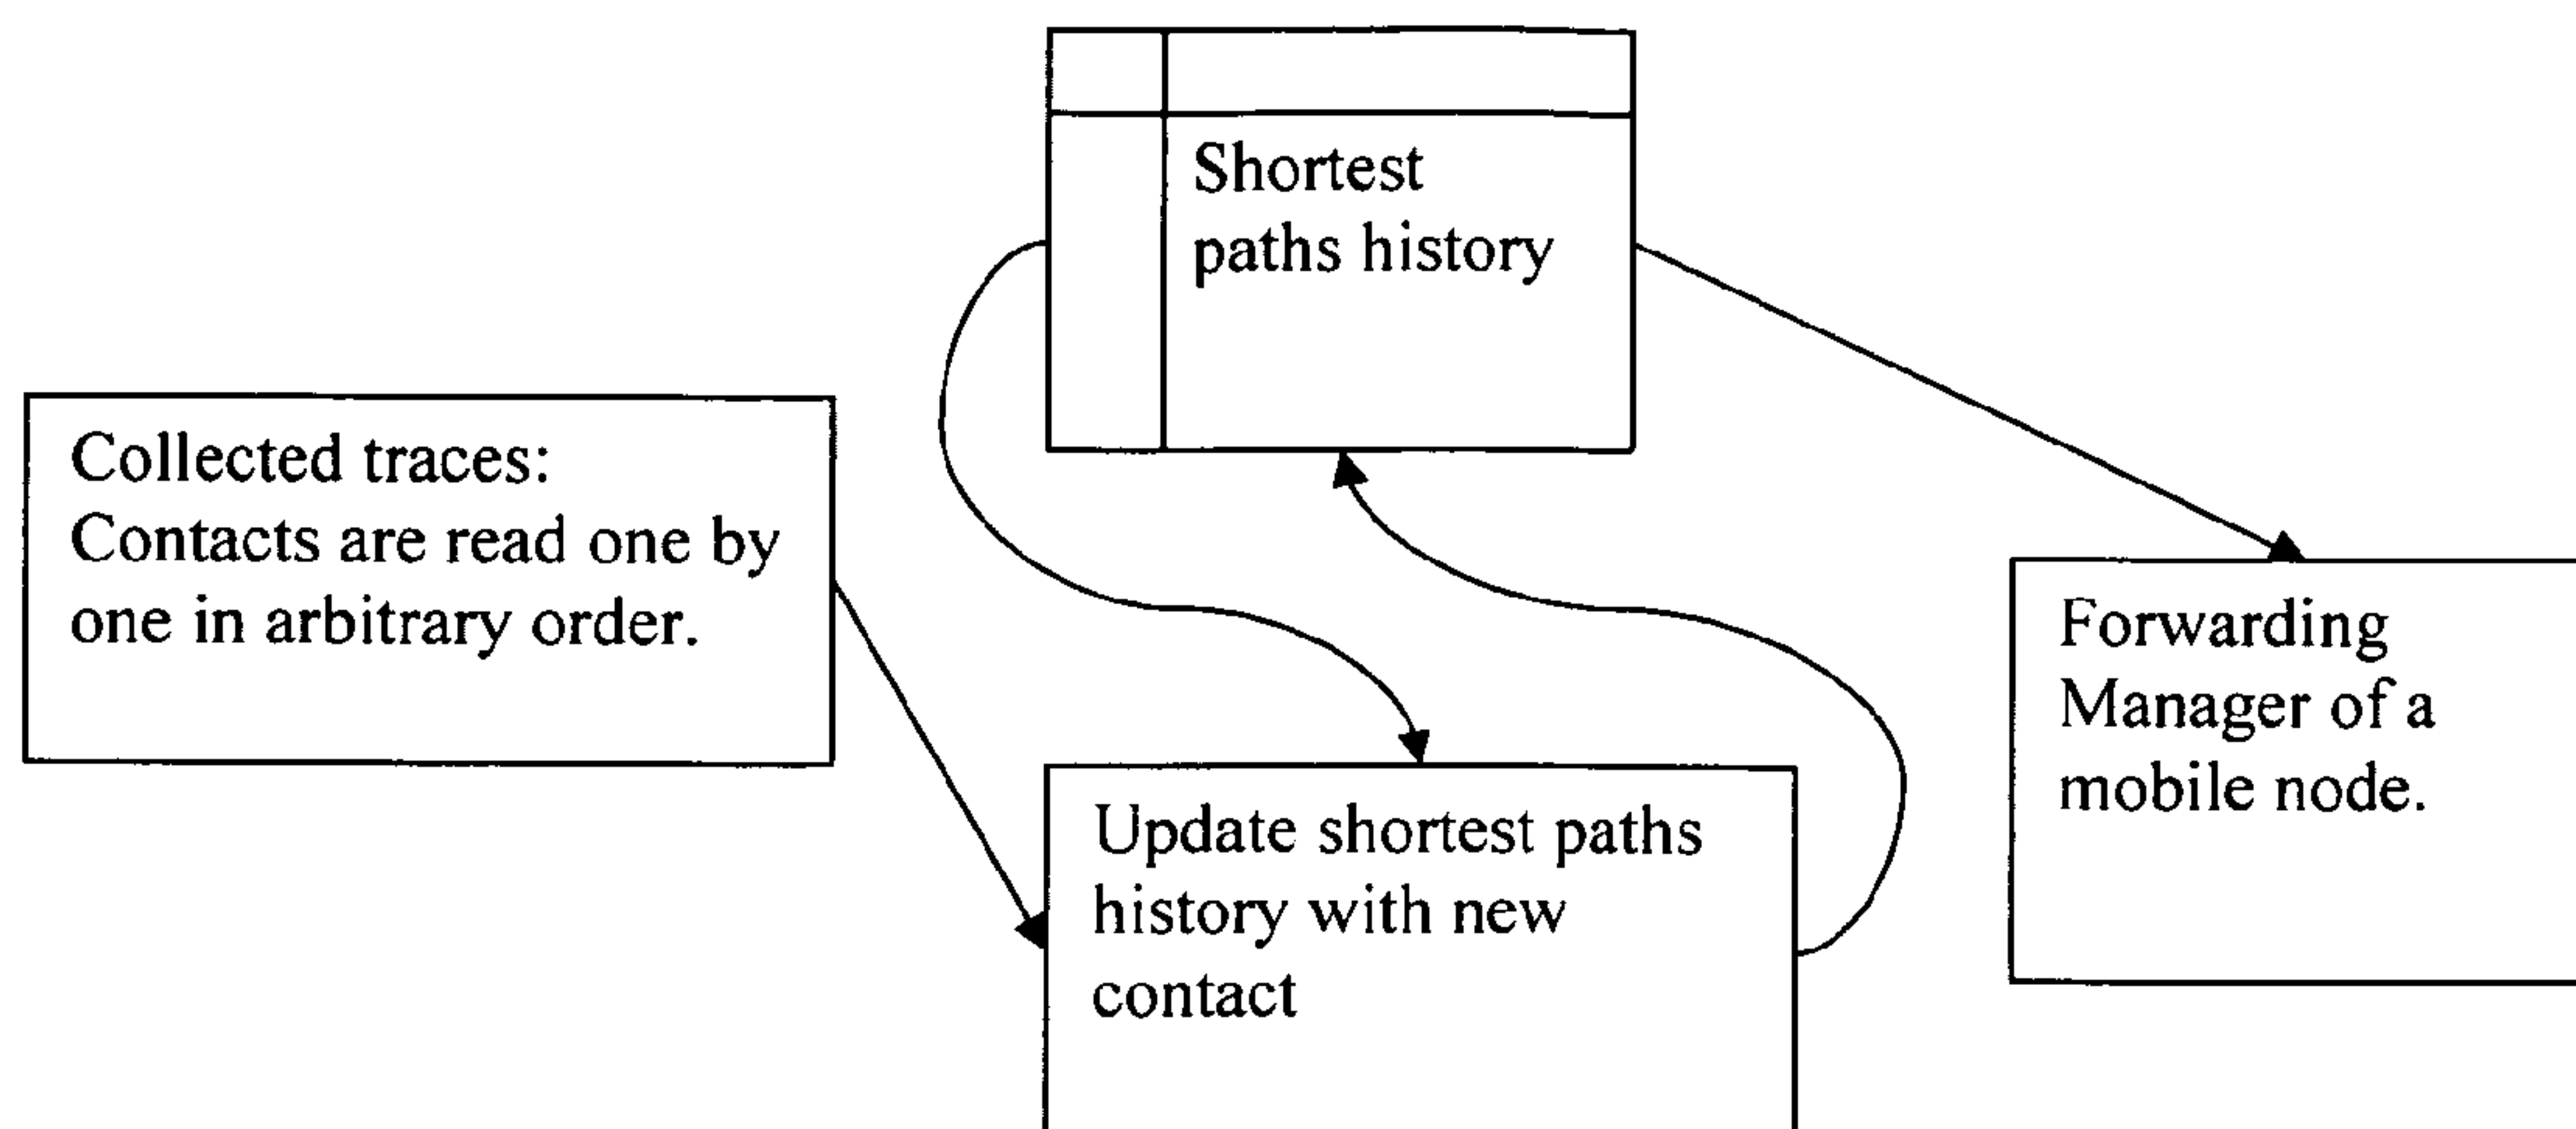 Shortest
paths history
Collected traces:
Contacts are read one by
one in arbitrary order.
Forwarding
Manager of a
mobile node.
Update shortest paths
history with new
contact